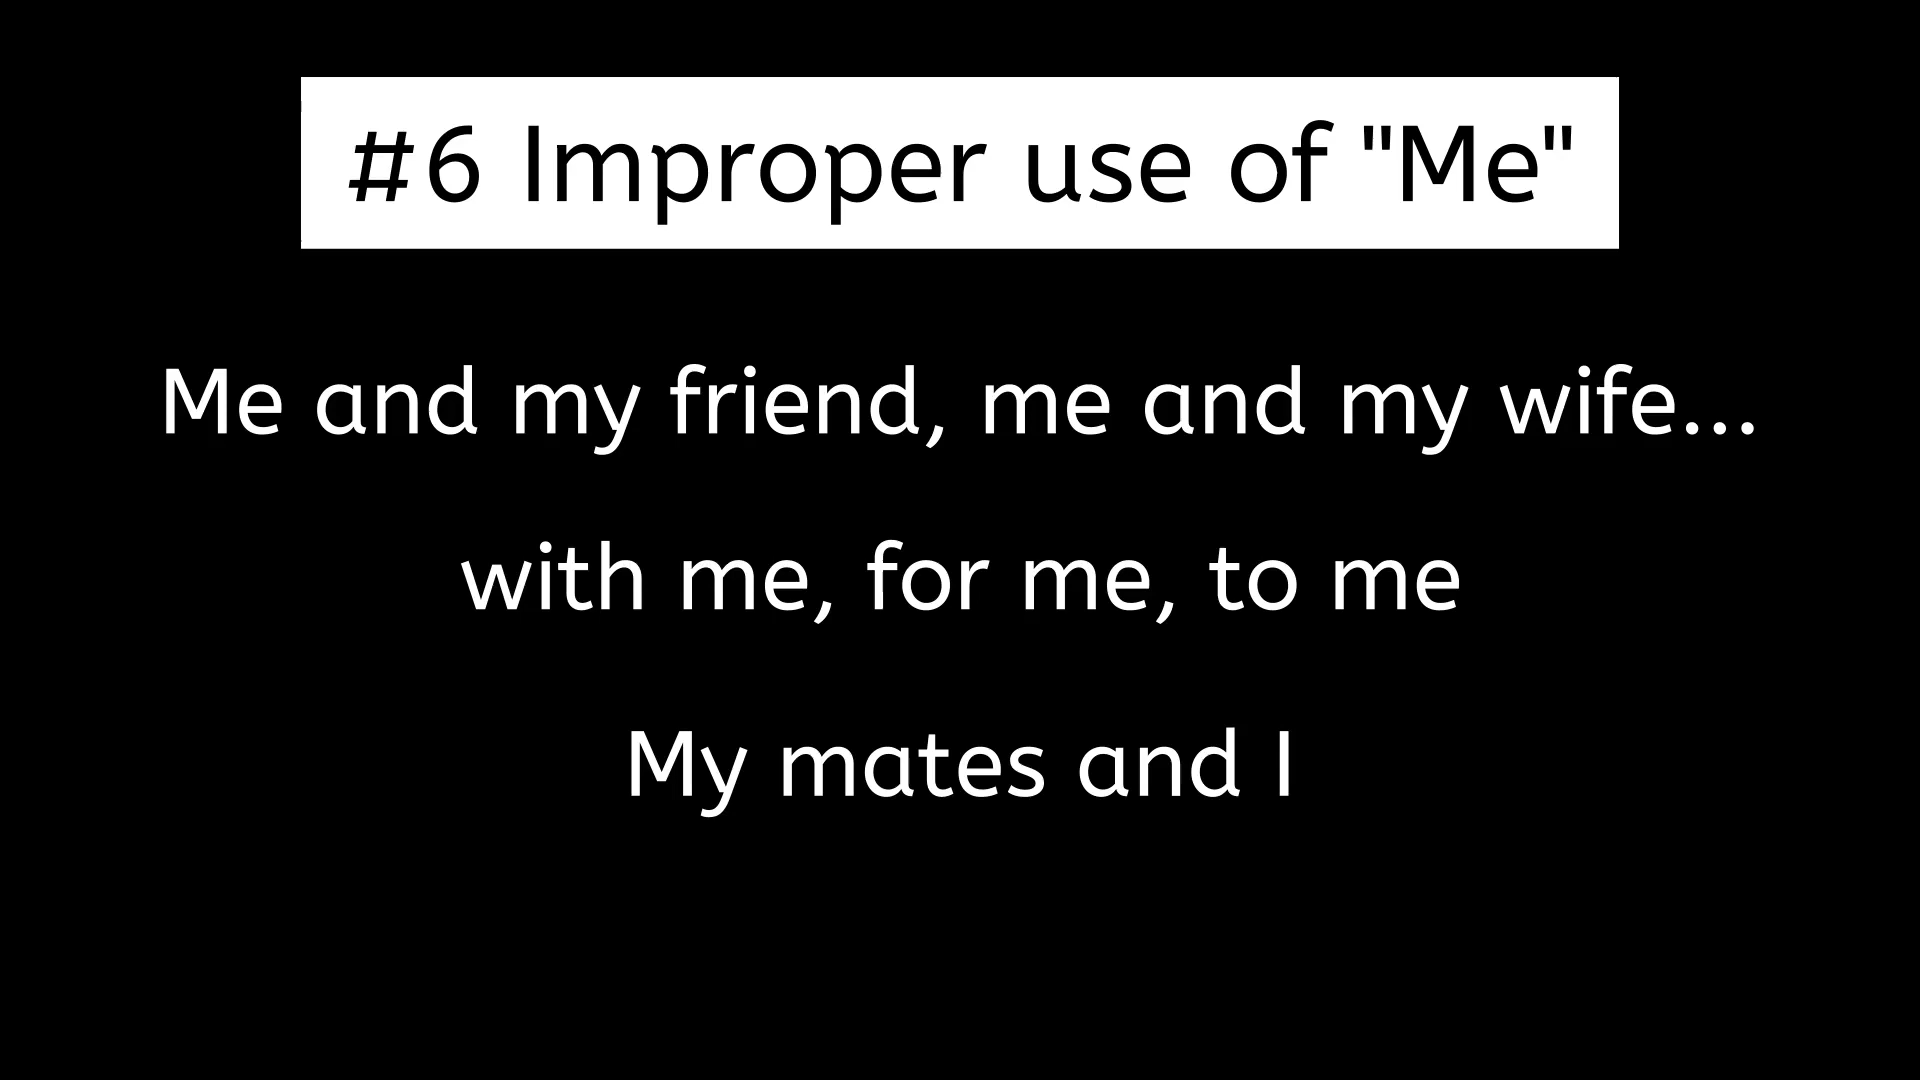 #6 Improper use of "Me"
Me and my friend, me and my wife...
with me, for me, to me
My mates and I